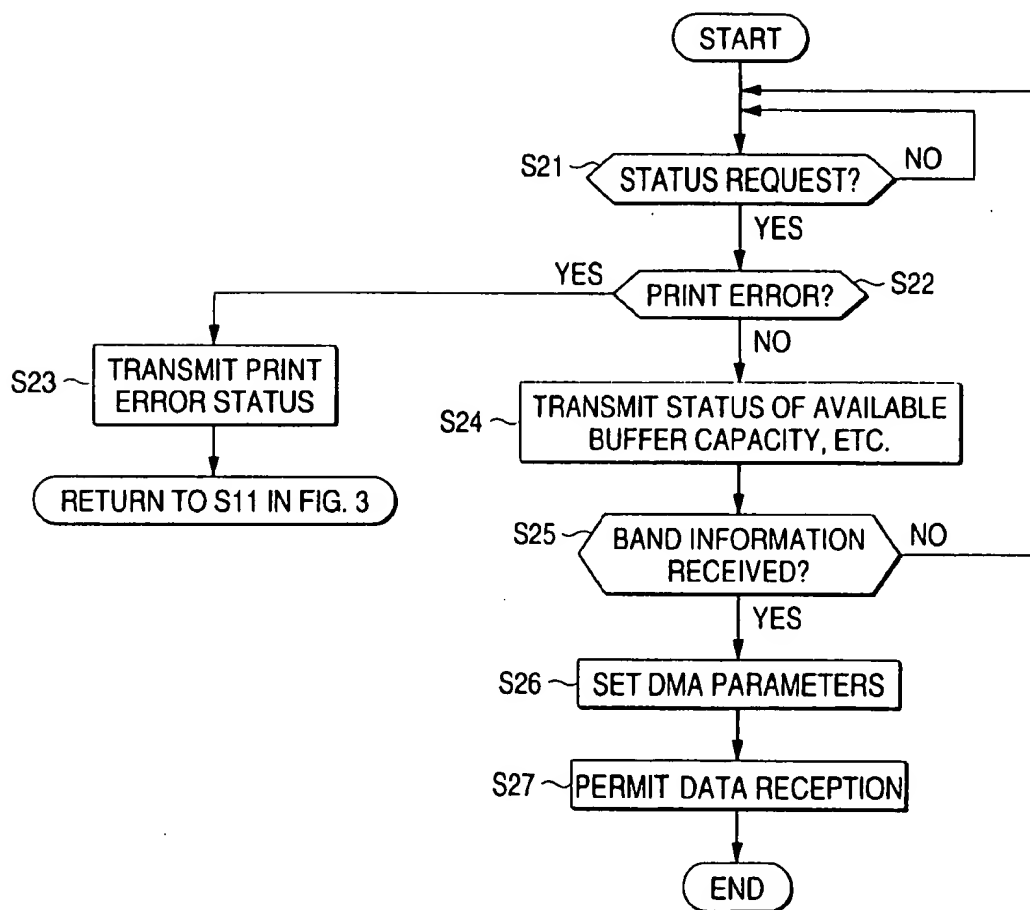 START
S21
STATUS REQUEST?
NO
YES
YES
PRINT ERROR?
S22
NO
S23
TRANSMIT PRINT
ERROR STATUS
S24
TRANSMIT STATUS OF AVAILABLE
BUFFER CAPACITY, ETC.
RETURN TO S11 IN FIG. 3
S25
BAND INFORMATION
RECEIVED?
NO
YES
S26
SET DMA PARAMETERS
S27
PERMIT DATA RECEPTION
END